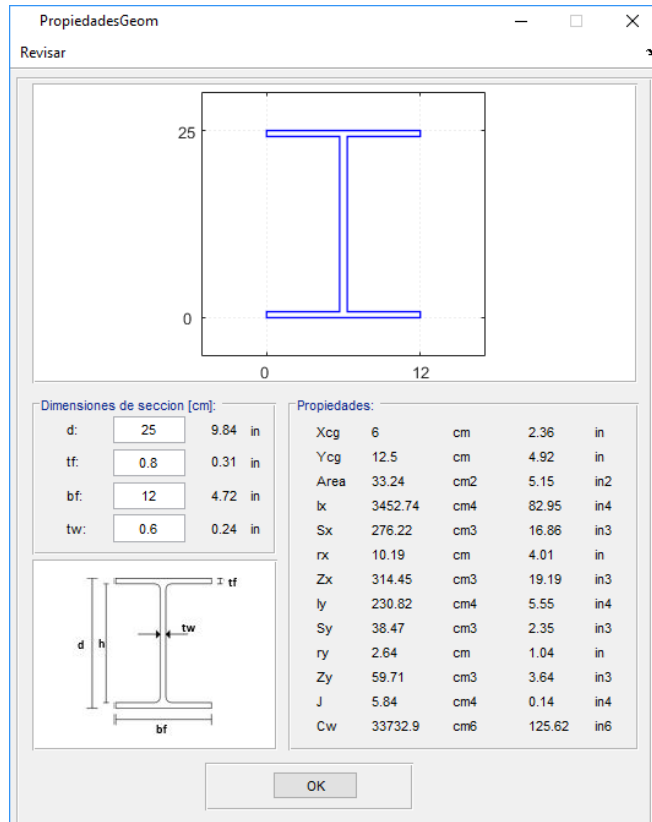 PropiedadesGeom
Revisar
25
0
0 12
Dimensiones de seccion [cm]:
d: 25 9.84 in
tf: 0.8 0.31 in
bf: 12 4.72 in
tw: 0.6 0.24 in
tf
tw
d h
bf
Propiedades:
Xcg 6 cm 2.36 in
Ycg 12.5 cm 4.92 in
Area 33.24 cm2 5.15 in2
Ix 3452.74 cm4 82.95 in4
Sx 276.22 cm3 16.86 in3
rx 10.19 cm 4.01 in
Zx 314.45 cm3 19.19 in3
Iy 230.82 cm4 5.55 in4
Sy 38.47 cm3 2.35 in3
ry 2.64 cm 1.04 in
Zy 59.71 cm3 3.64 in3
J 5.84 cm4 0.14 in4
Cw 33732.9 cm6 125.62 in6
OK